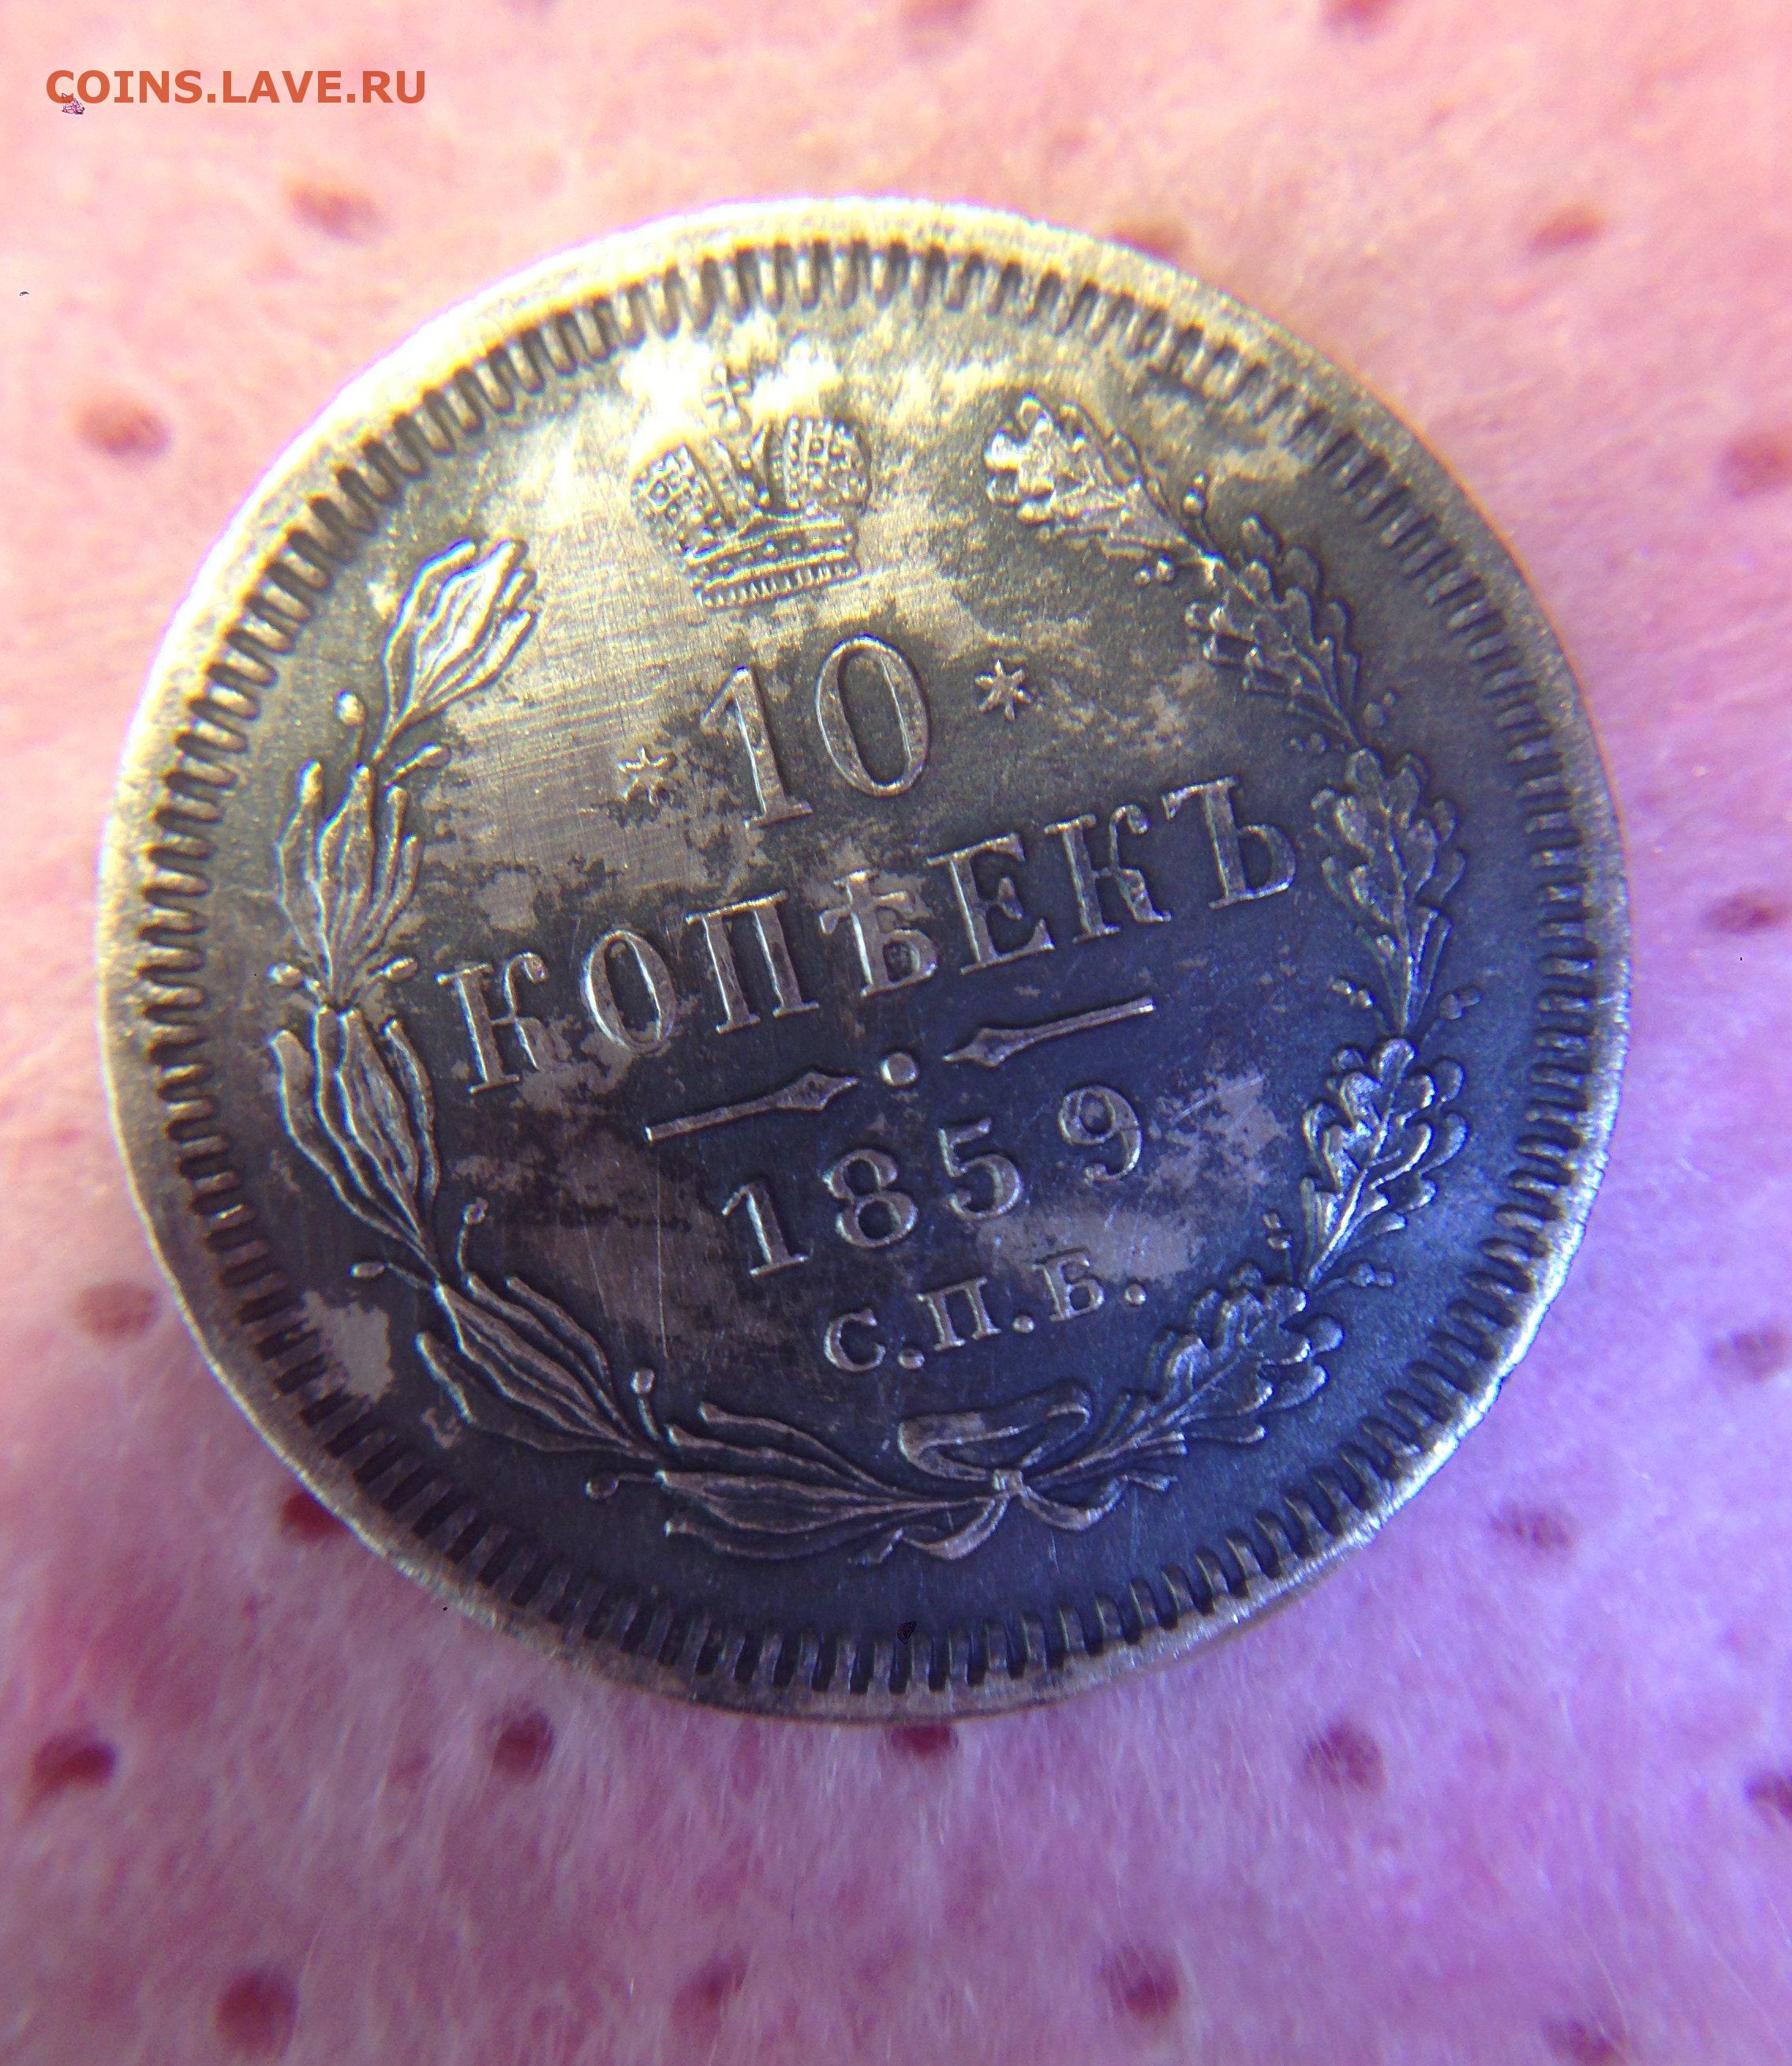 COINS.LAVE.RU
* 10 *
КОПѢЕКЪ
1859
С.П.Б.